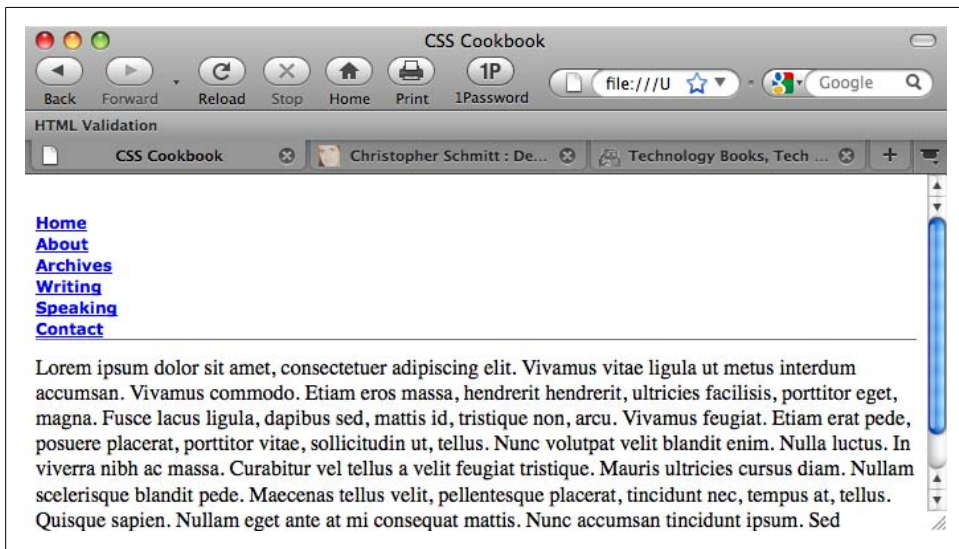 CSS Cookbook
Back Forward Reload Stop Home Print 1Password
1P
file:///U
Google
HTML Validation
CSS Cookbook
Christopher Schmitt : De...
Technology Books, Tech ...
Home
About
Archives
Writing
Speaking
Contact
Lorem ipsum dolor sit amet, consectetuer adipiscing elit. Vivamus vitae ligula ut metus interdum
accumsan. Vivamus commodo. Etiam eros massa, hendrerit hendrerit, ultricies facilisis, porttitor eget,
magna. Fusce lacus ligula, dapibus sed, mattis id, tristique non, arcu. Vivamus feugiat. Etiam erat pede,
posuere placerat, porttitor vitae, sollicitudin ut, tellus. Nunc volutpat velit blandit enim. Nulla luctus. In
viverra nibh ac massa. Curabitur vel tellus a velit feugiat tristique. Mauris ultricies cursus diam. Nullam
scelerisque blandit pede. Maecenas tellus velit, pellentesque placerat, tincidunt nec, tempus at, tellus.
Quisque sapien. Nullam eget ante at mi consequat mattis. Nunc accumsan tincidunt ipsum. Sed